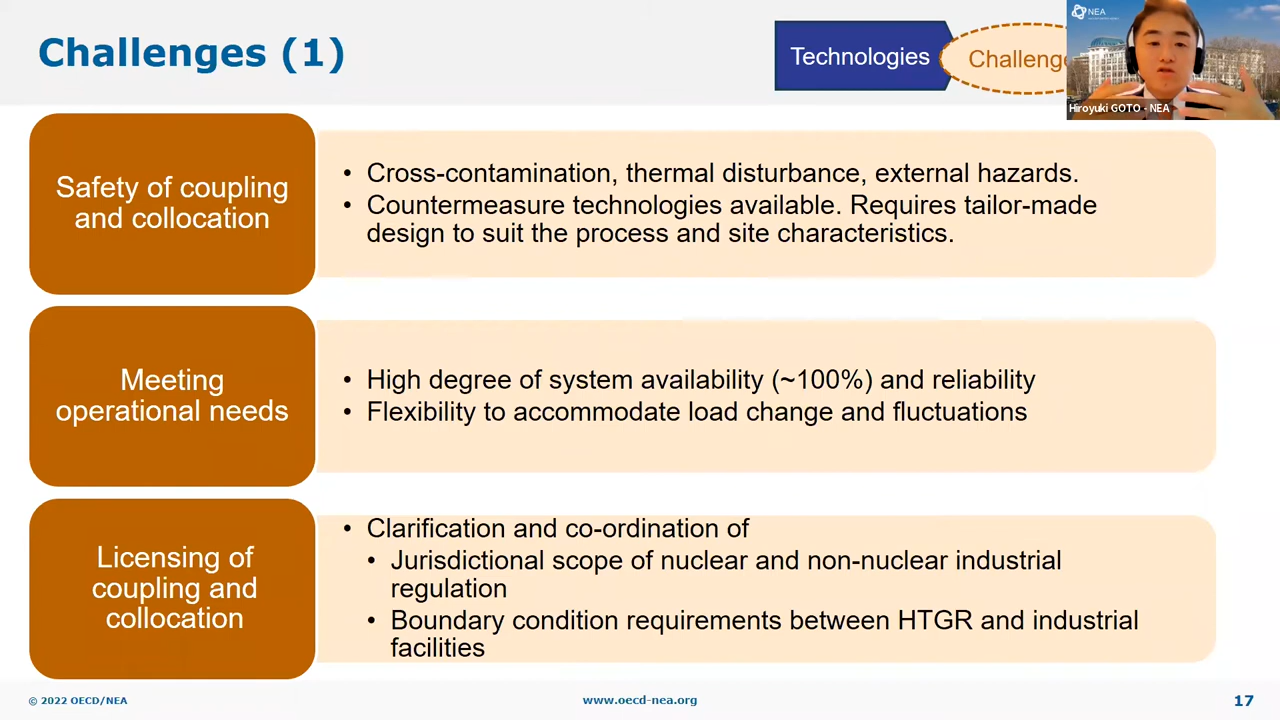 Challenges (1)
Technologies
Challenge
NEA
Hiroyuki GOTO - NEA
Safety of coupling
and collocation
• Cross-contamination, thermal disturbance, external hazards.
• Countermeasure technologies available. Requires tailor-made
design to suit the process and site characteristics.
Meeting
operational needs
• High degree of system availability (~100%) and reliability
• Flexibility to accommodate load change and fluctuations
Licensing of
coupling and
collocation
• Clarification and co-ordination of
• Jurisdictional scope of nuclear and non-nuclear industrial
regulation
• Boundary condition requirements between HTGR and industrial
facilities
© 2022 OECD/NEA
www.oecd-nea.org
17